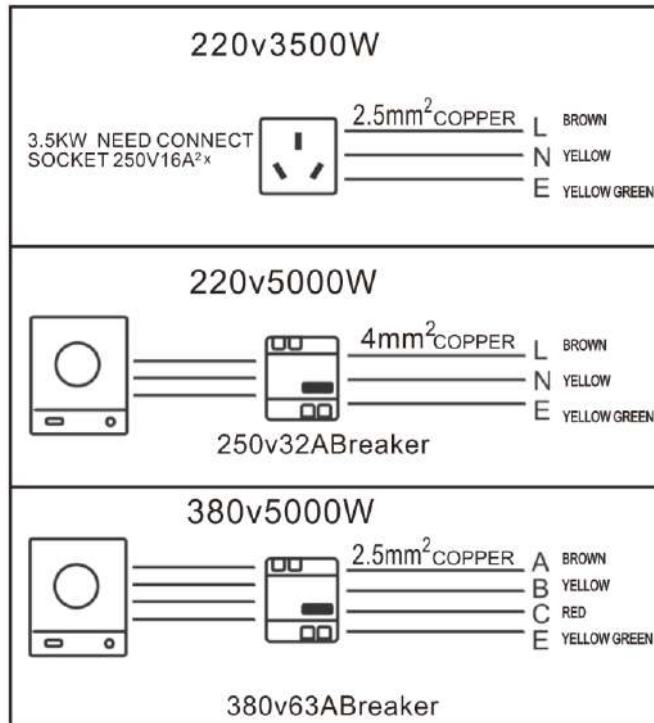 220v3500W
3.5KW NEED CONNECT
SOCKET 250V16A²ˣ
2.5mm²COPPER
L BROWN
N YELLOW
E YELLOW GREEN
220v5000W
4mm²COPPER
L BROWN
N YELLOW
E YELLOW GREEN
250v32ABreaker
380v5000W
2.5mm²COPPER
A BROWN
B YELLOW
C RED
E YELLOW GREEN
380v63ABreaker